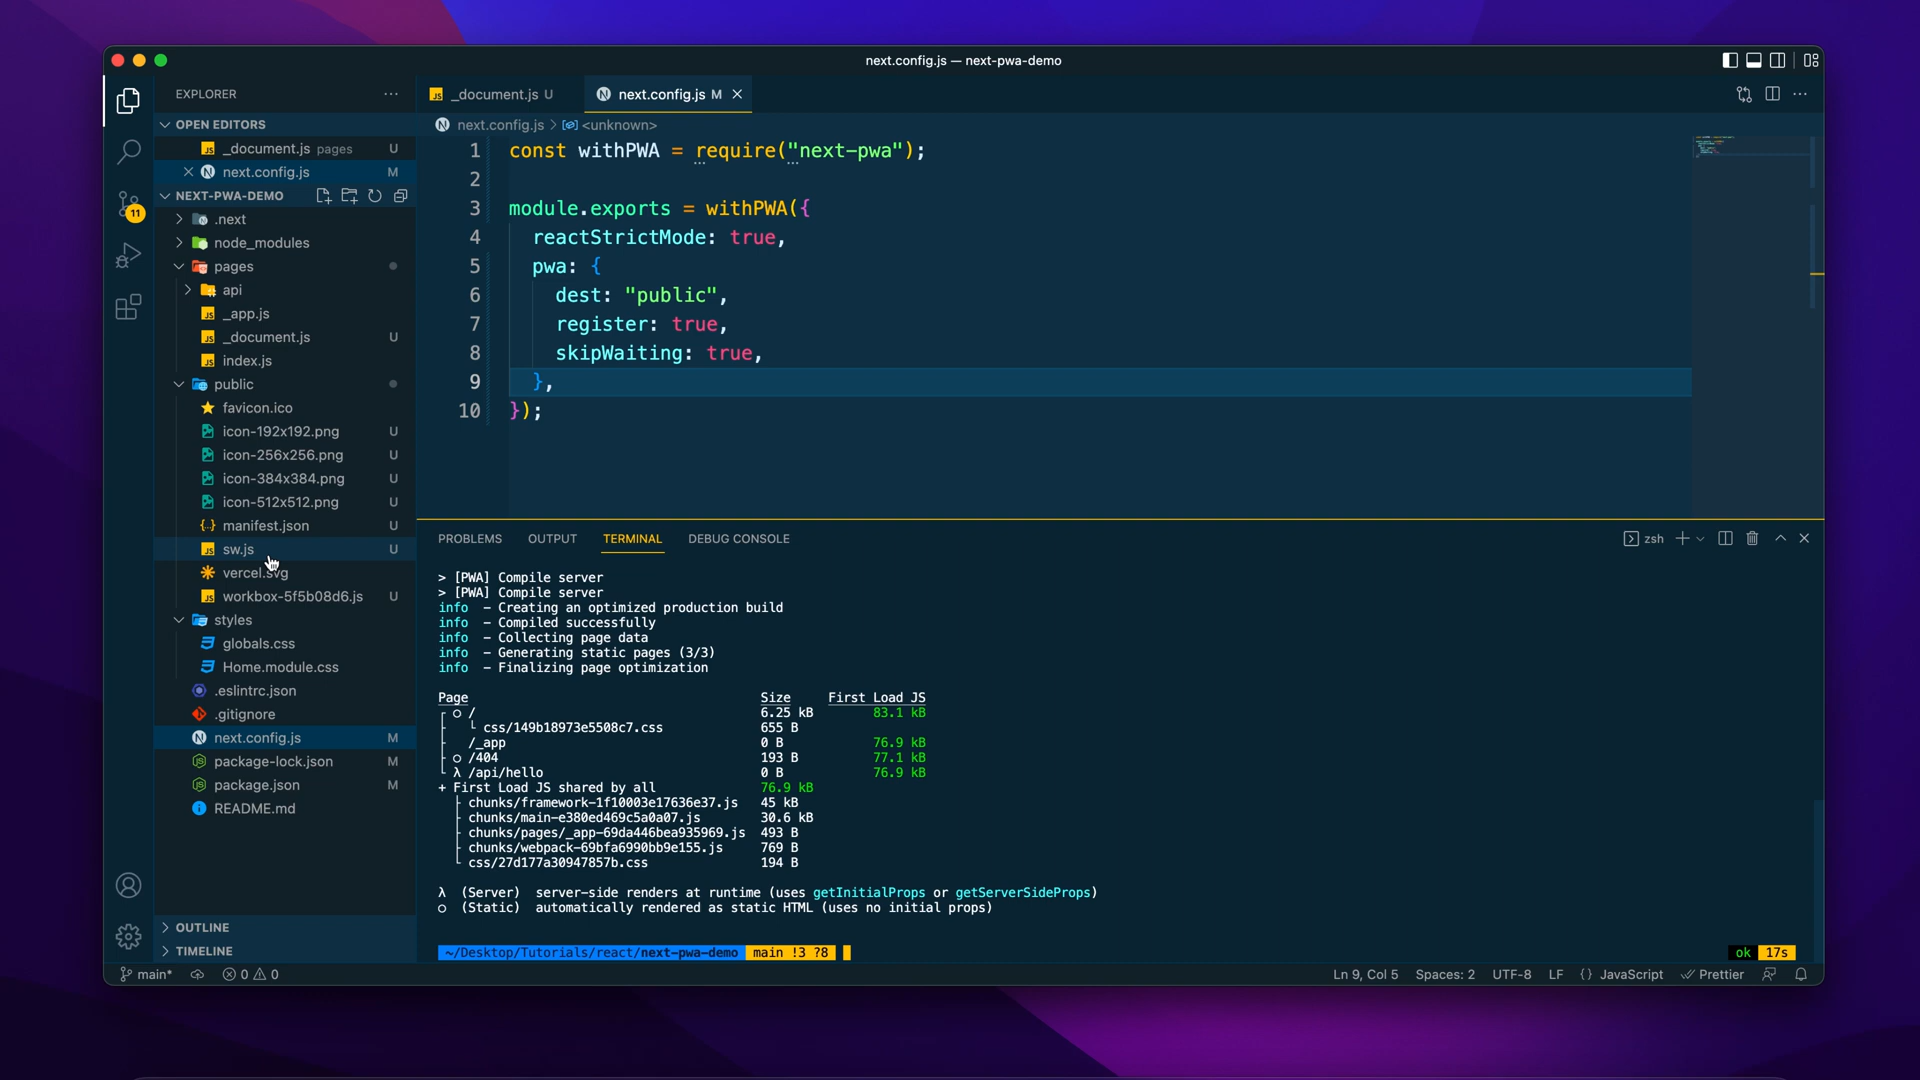 next.config.js — next-pwa-demo
EXPLORER
_document.js U
next.config.js M
OPEN EDITORS
_document.js pages U
next.config.js M
NEXT-PWA-DEMO
.next
node_modules
pages
api
_app.js
_document.js U
index.js
public
favicon.ico
icon-192x192.png U
icon-256x256.png U
icon-384x384.png U
icon-512x512.png U
manifest.json U
sw.js U
vercel.svg
workbox-5f5b08d6.js U
styles
globals.css
Home.module.css
.eslintrc.json
.gitignore
next.config.js M
package-lock.json M
package.json M
README.md
OUTLINE
TIMELINE
11
next.config.js > <unknown>
1 const withPWA = require("next-pwa");
2
3 module.exports = withPWA({
4 reactStrictMode: true,
5 pwa: {
6 dest: "public",
7 register: true,
8 skipWaiting: true,
9 },
10 });
PROBLEMS OUTPUT TERMINAL DEBUG CONSOLE
zsh
> [PWA] Compile server
> [PWA] Compile server
info - Creating an optimized production build
info - Compiled successfully
info - Collecting page data
info - Generating static pages (3/3)
info - Finalizing page optimization
Page Size First Load JS
┌ ○ / 6.25 kB 83.1 kB
├ └ css/149b18973e5508c7.css 655 B
├ /_app 0 B 76.9 kB
├ ○ /404 193 B 77.1 kB
└ λ /api/hello 0 B 76.9 kB
+ First Load JS shared by all 76.9 kB
├ chunks/framework-1f10003e17636e37.js 45 kB
├ chunks/main-e380ed469c5a0a07.js 30.6 kB
├ chunks/pages/_app-69da446bea935969.js 493 B
├ chunks/webpack-69bfa6990bb9e155.js 769 B
└ css/27d177a30947857b.css 194 B
λ (Server) server-side renders at runtime (uses getInitialProps or getServerSideProps)
○ (Static) automatically rendered as static HTML (uses no initial props)
~/Desktop/Tutorials/react/next-pwa-demo main !3 ?8
ok 17s
main* 0 0
Ln 9, Col 5 Spaces: 2 UTF-8 LF {} JavaScript Prettier